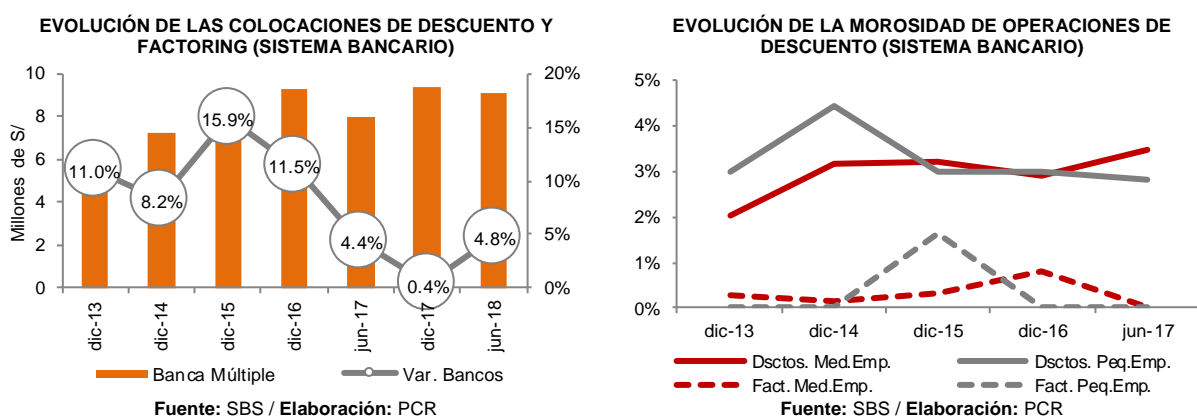 EVOLUCIÓN DE LAS COLOCACIONES DE DESCUENTO Y
FACTORING (SISTEMA BANCARIO)
10
8
6
4
2
0
Millones de S/
20%
15%
10%
5%
0%
11.0%
8.2%
15.9%
11.5%
4.4%
0.4%
4.8%
dic-13
dic-14
dic-15
dic-16
jun-17
dic-17
jun-18
Banca Múltiple
Var. Bancos
Fuente: SBS / Elaboración: PCR
EVOLUCIÓN DE LA MOROSIDAD DE OPERACIONES DE
DESCUENTO (SISTEMA BANCARIO)
5%
4%
3%
2%
1%
0%
dic-13
dic-14
dic-15
dic-16
jun-17
Dsctos. Med.Emp.
Dsctos. Peq.Emp.
Fact. Med.Emp.
Fact. Peq.Emp.
Fuente: SBS / Elaboración: PCR